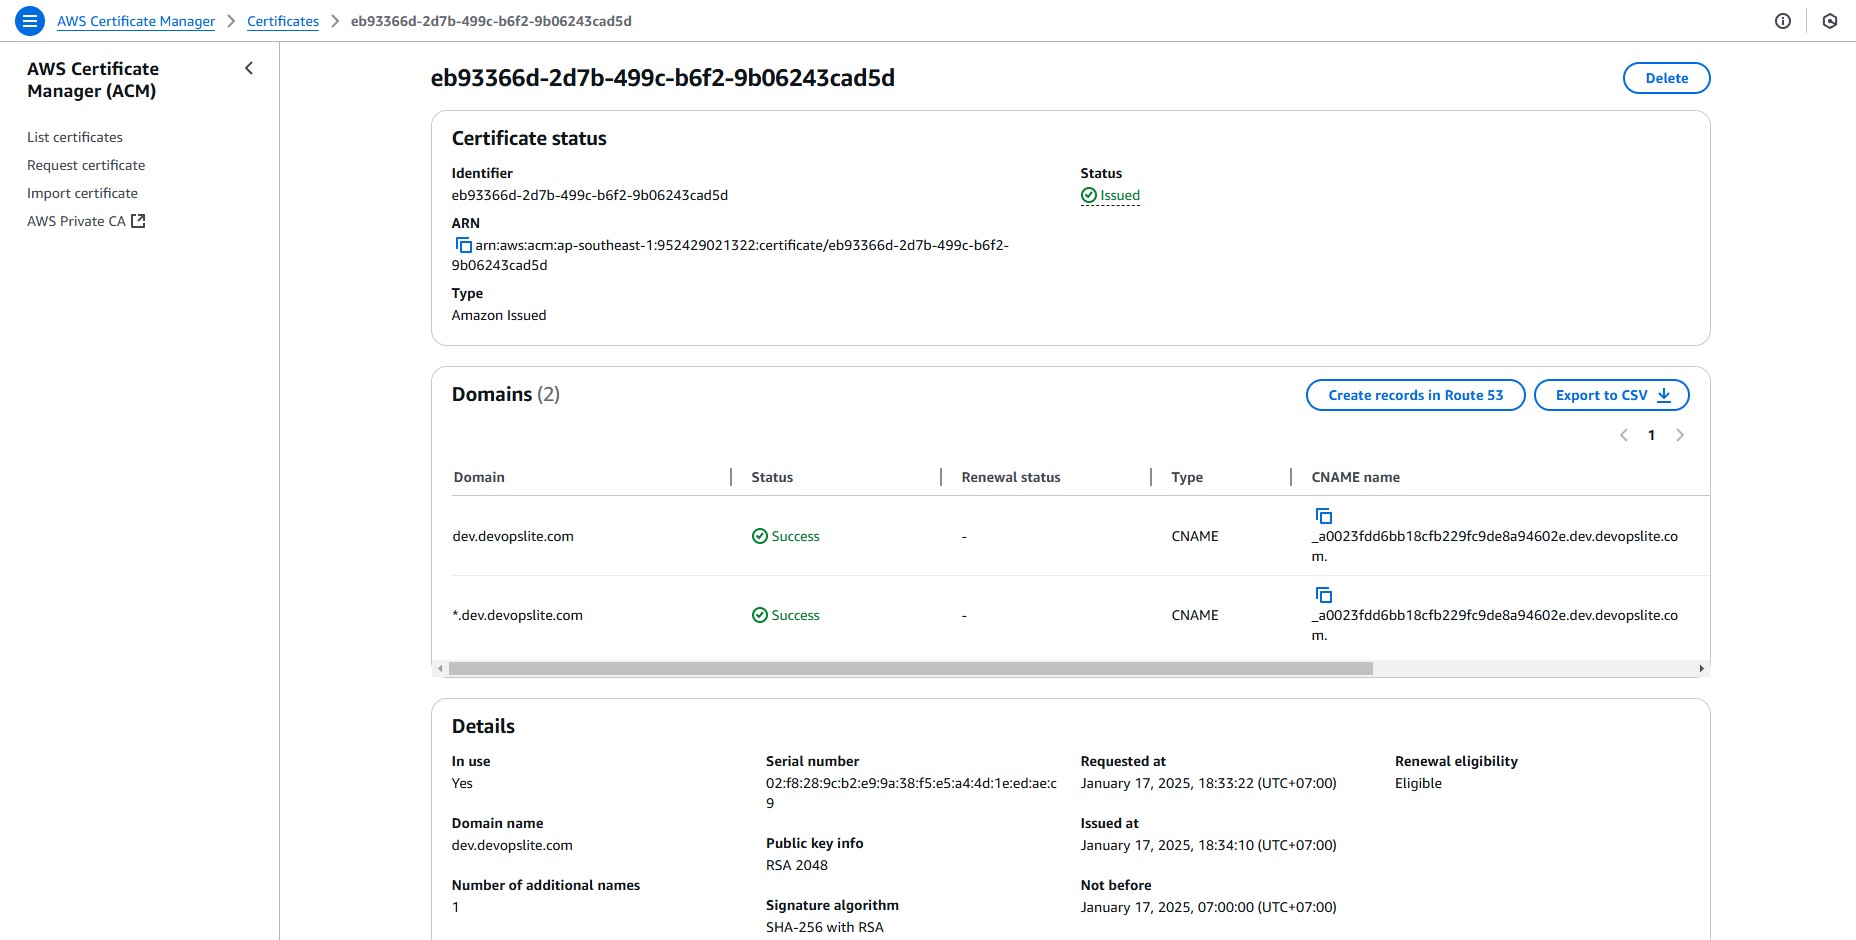 AWS Certificate Manager > Certificates > eb93366d-2d7b-499c-b6f2-9b06243cad5d
AWS Certificate
Manager (ACM)
List certificates
Request certificate
Import certificate
AWS Private CA
eb93366d-2d7b-499c-b6f2-9b06243cad5d
Delete
Certificate status
Identifier
eb93366d-2d7b-499c-b6f2-9b06243cad5d
ARN
arn:aws:acm:ap-southeast-1:952429021322:certificate/eb93366d-2d7b-499c-b6f2-
9b06243cad5d
Type
Amazon Issued
Status
Issued
Domains (2)
Create records in Route 53
Export to CSV
1
Domain Status Renewal status Type CNAME name
dev.devopslite.com Success - CNAME _a0023fdd6bb18cfb229fc9de8a94602e.dev.devopslite.co
m.
*.dev.devopslite.com Success - CNAME _a0023fdd6bb18cfb229fc9de8a94602e.dev.devopslite.co
m.
Details
In use
Yes
Domain name
dev.devopslite.com
Number of additional names
1
Serial number
02:f8:28:9c:b2:e9:9a:38:f5:e5:a4:4d:1e:ed:ae:c
9
Public key info
RSA 2048
Signature algorithm
SHA-256 with RSA
Requested at
January 17, 2025, 18:33:22 (UTC+07:00)
Issued at
January 17, 2025, 18:34:10 (UTC+07:00)
Not before
January 17, 2025, 07:00:00 (UTC+07:00)
Renewal eligibility
Eligible